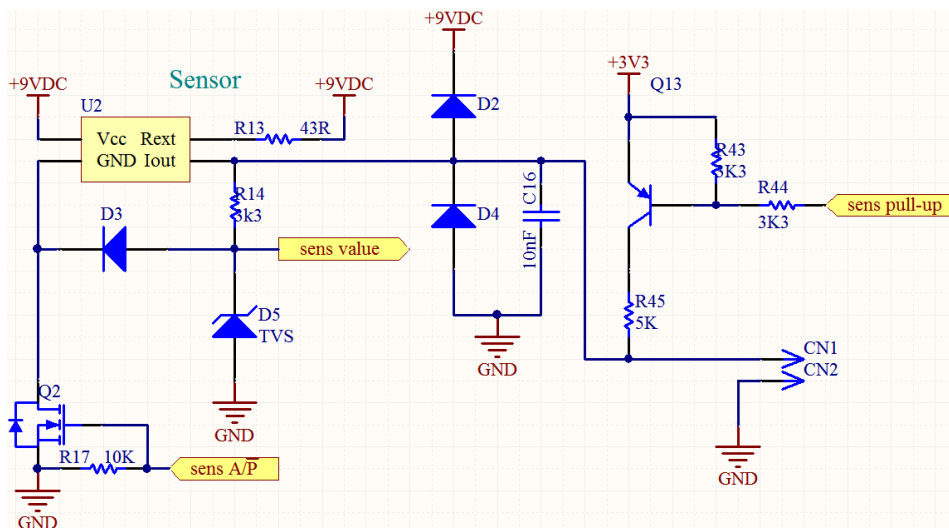 +9VDC
+3V3
Q13
Sensor
+9VDC
+9VDC
U2
D2
Vcc Rext
GND Iout
R13 43R
R43
3K3
R44
3K3
sens pull-up
R14
3k3
D3
D4
C16
10nF
sens value
D5
TVS
R45
5K
GND
CN1
CN2
Q2
GND
R17 10K
sens A/P
GND
GND